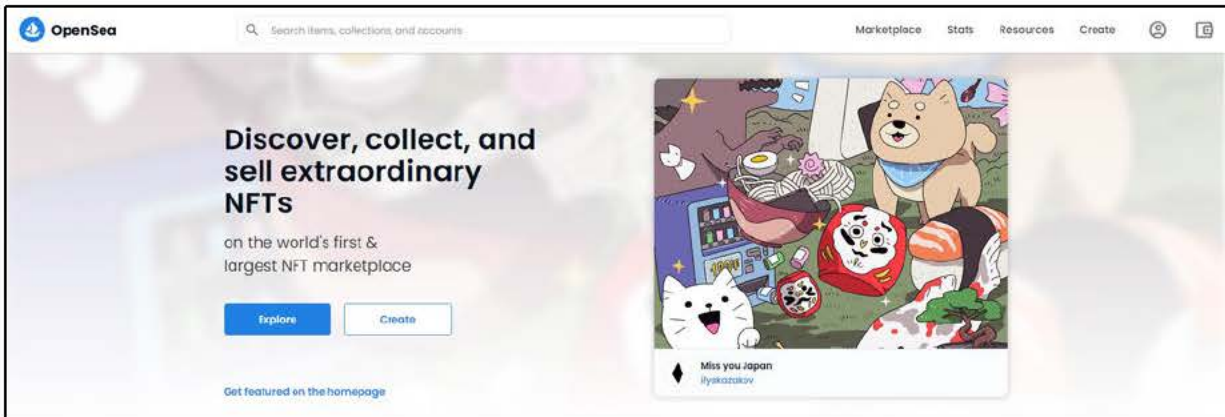 OpenSea
Search items, collections, and accounts
Marketplace Stats Resources Create
Discover, collect, and
sell extraordinary
NFTs
on the world's first &
largest NFT marketplace
Explore Create
Get featured on the homepage
Miss you Japan
ilyakazakov